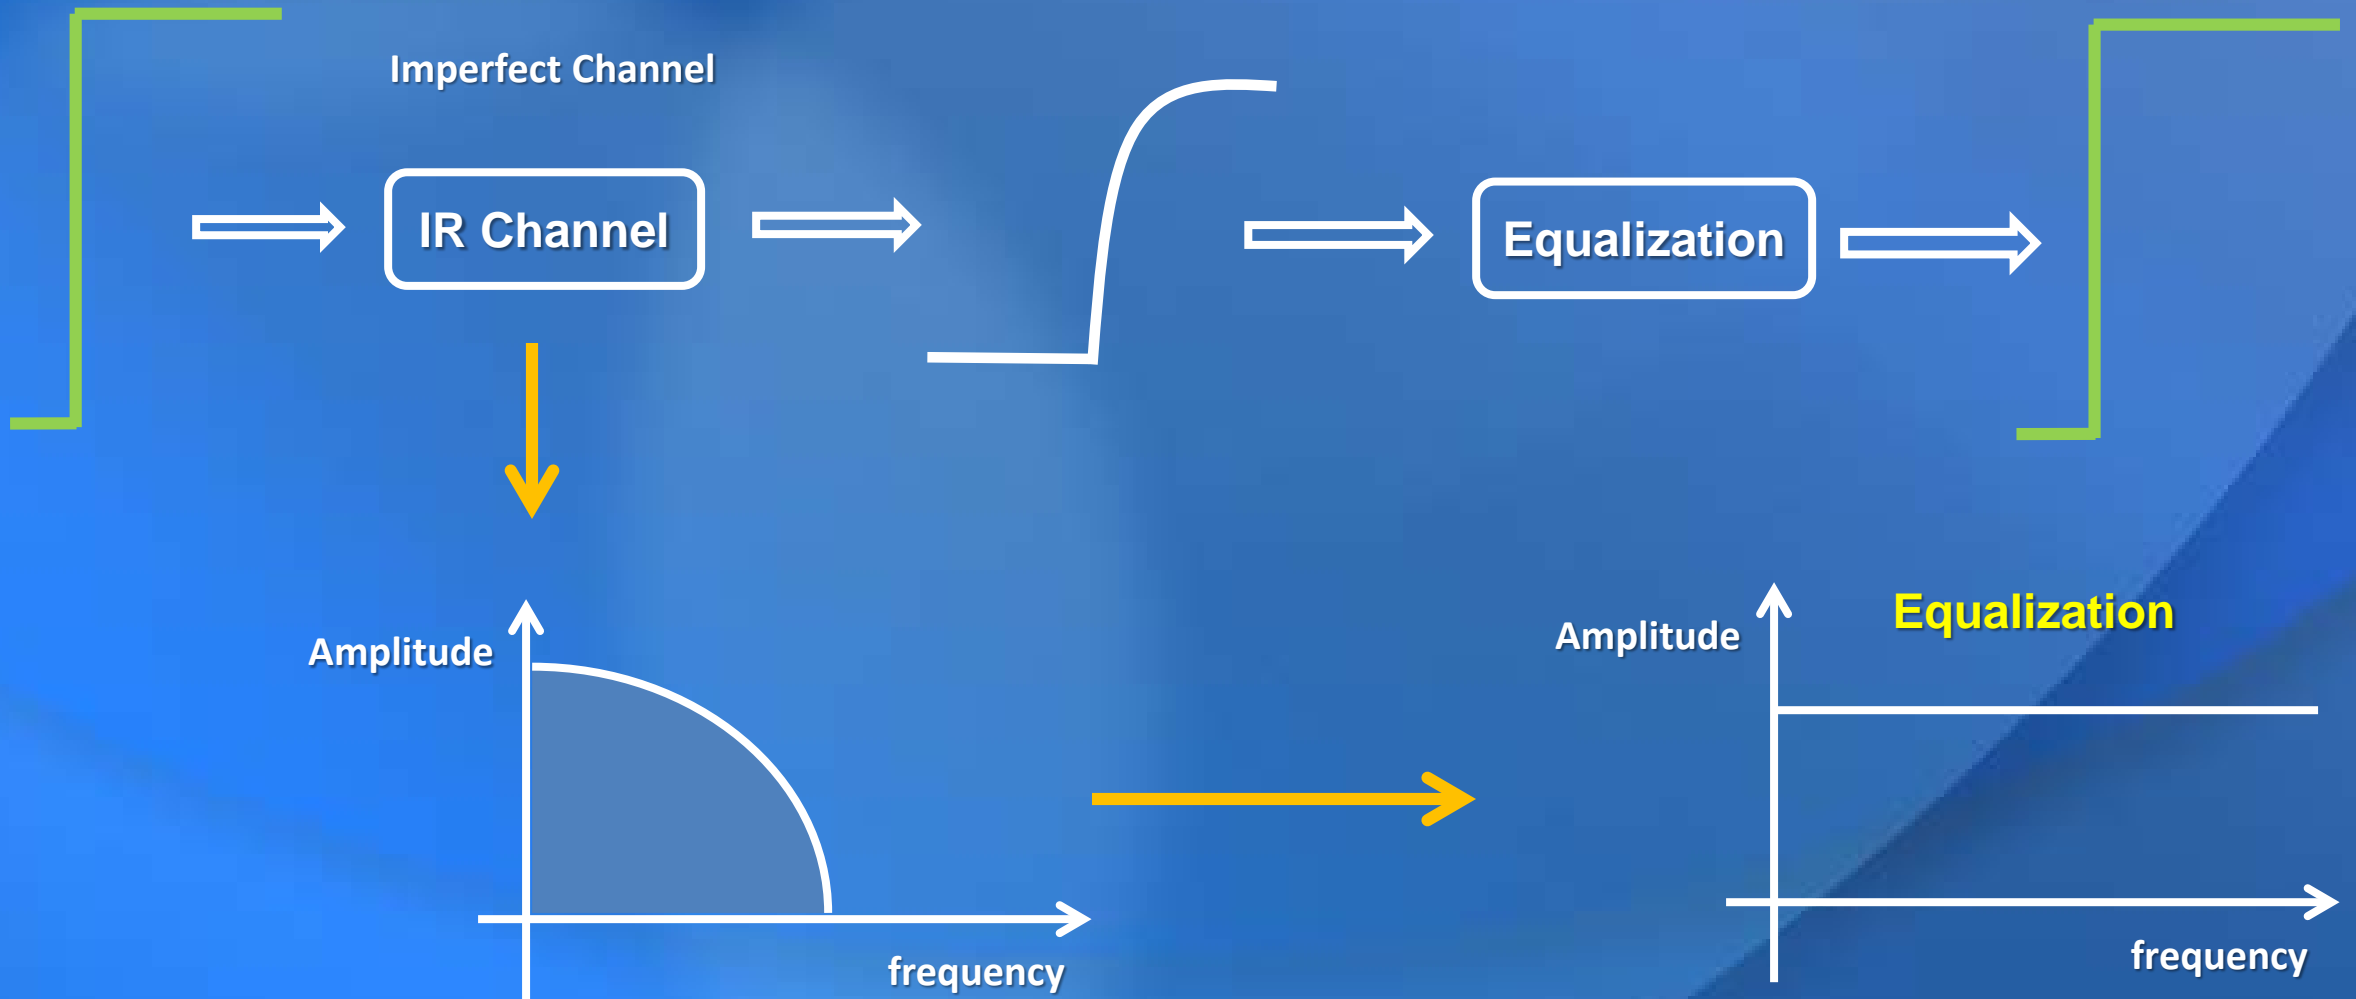 Imperfect Channel
IR Channel
Equalization
Amplitude
frequency
Amplitude
Equalization
frequency